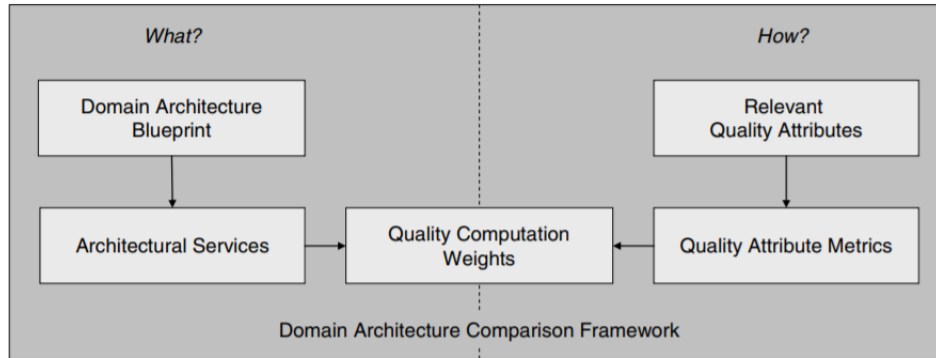 What?
How?
Domain Architecture
Blueprint
Relevant
Quality Attributes
Architectural Services
Quality Computation
Weights
Quality Attribute Metrics
Domain Architecture Comparison Framework